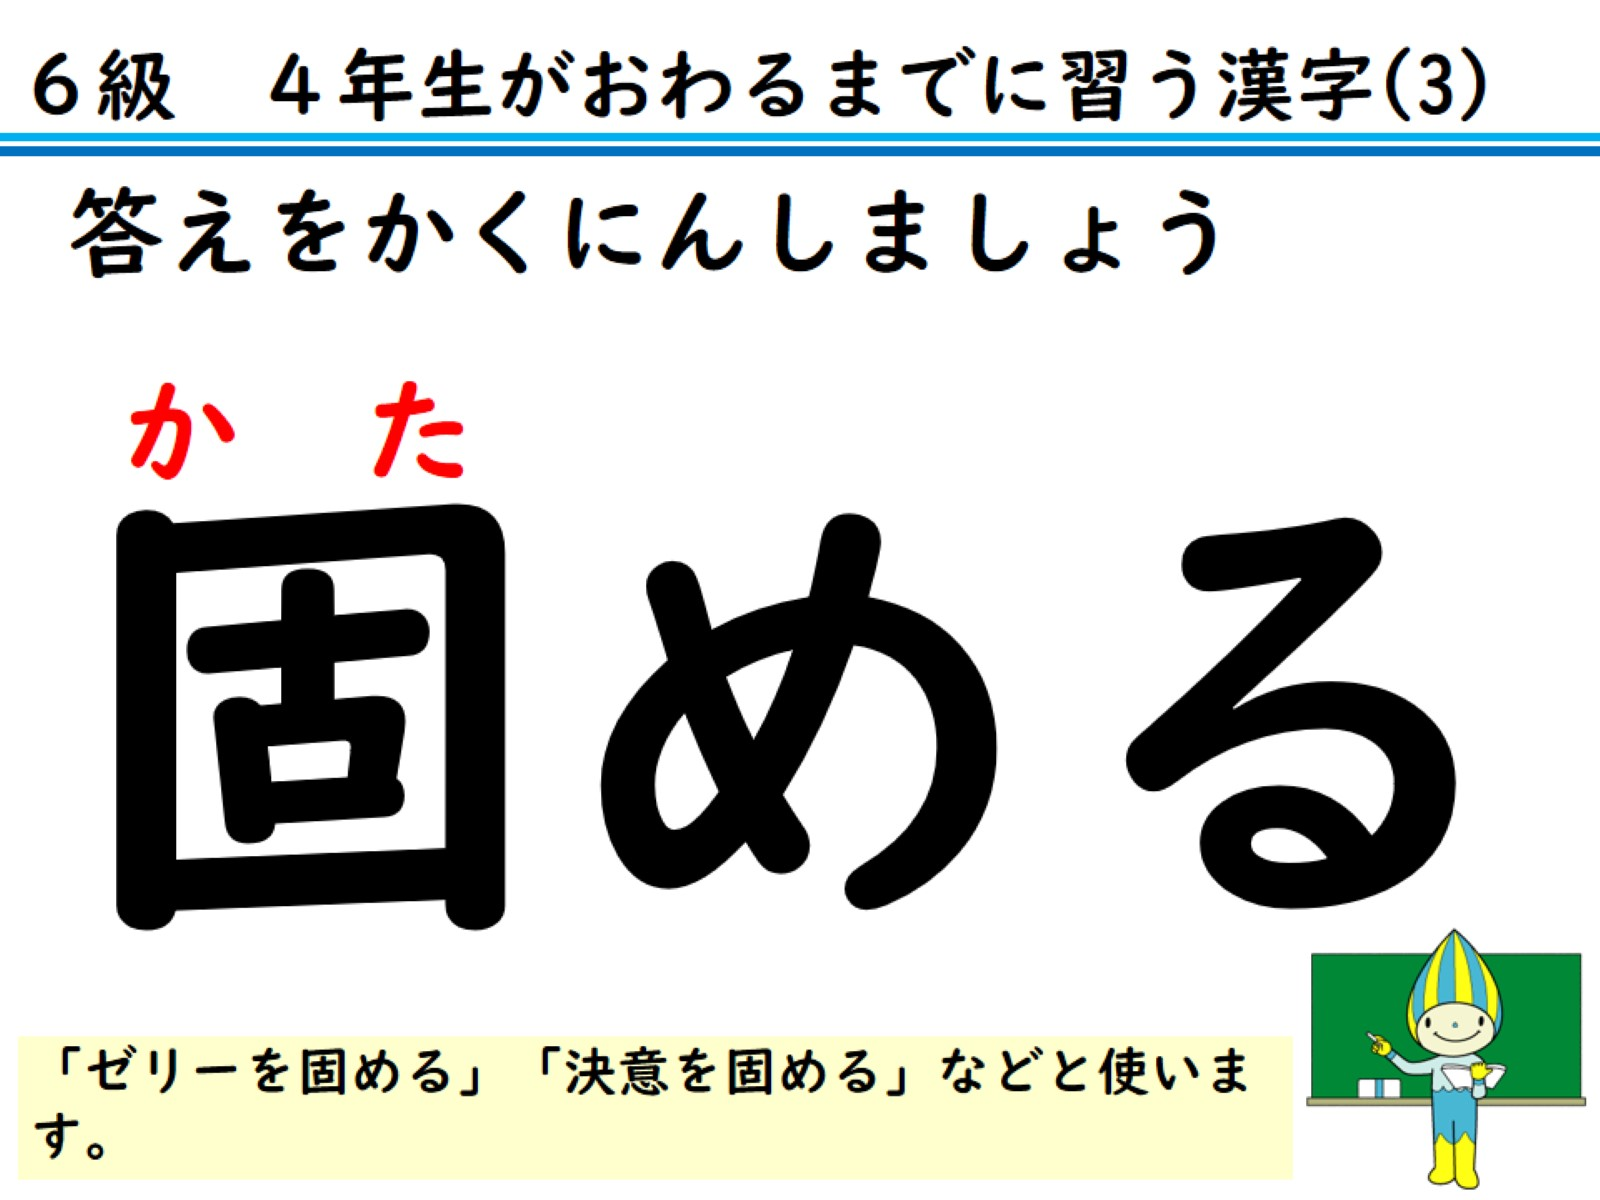 ６級　４年生がおわるまでに習う漢字(3)
答えをかくにんしましょう
か　た
固める
「ゼリーを固める」「決意を固める」などと使いま
す。